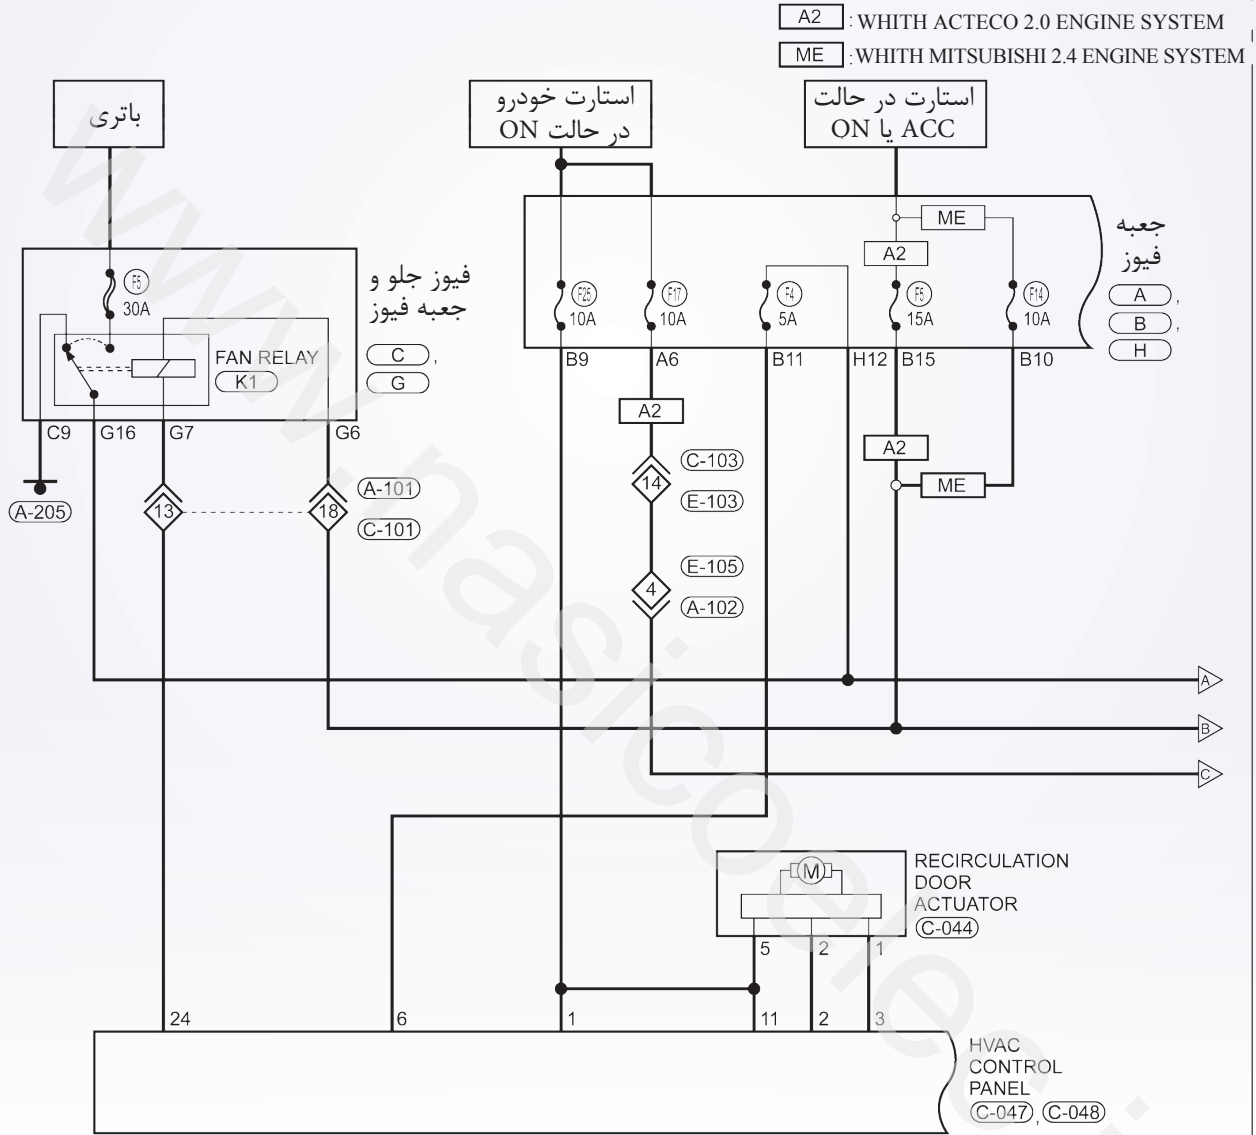 A2 : WHITH ACTECO 2.0 ENGINE SYSTEM
ME : WHITH MITSUBISHI 2.4 ENGINE SYSTEM
باتری
استارت خودرو
در حالت ON
استارت در حالت
ACC یا ON
ME
A2
جعبه
فیوز
A ,
B ,
H
F6
30A
فیوز جلو و
جعبه فیوز
C ,
G
F25
10A
F17
10A
F4
5A
F5
15A
F14
10A
FAN RELAY
K1
B9
A6
B11
H12
B15
B10
C9
G16
G7
G6
A2
A2
ME
C-103
14
E-103
A-205
13
18
A-101
C-101
E-105
4
A-102
A
B
C
M
RECIRCULATION
DOOR
ACTUATOR
C-044
5
2
1
24
6
1
11
2
3
HVAC
CONTROL
PANEL
C-047 , C-048
www.nasicoelec